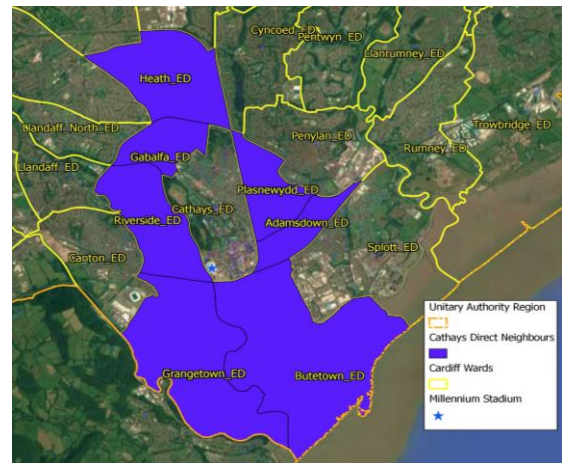 Cyncoed_ED
Pentwyn_ED
Llanrumney_ED
Heath_ED
Trowbridge_ED
Llandaff_North_ED
Penylan_ED
Rumney_ED
Gabalfa_ED
Llandaff_ED
Plasnewydd_ED
Cathays_ED
Riverside_ED
Adamsdown_ED
Canton_ED
Splott_ED
Grangetown_ED
Butetown_ED
Unitary Authority Region
Cathays Direct Neighbours
Cardiff Wards
Millennium Stadium